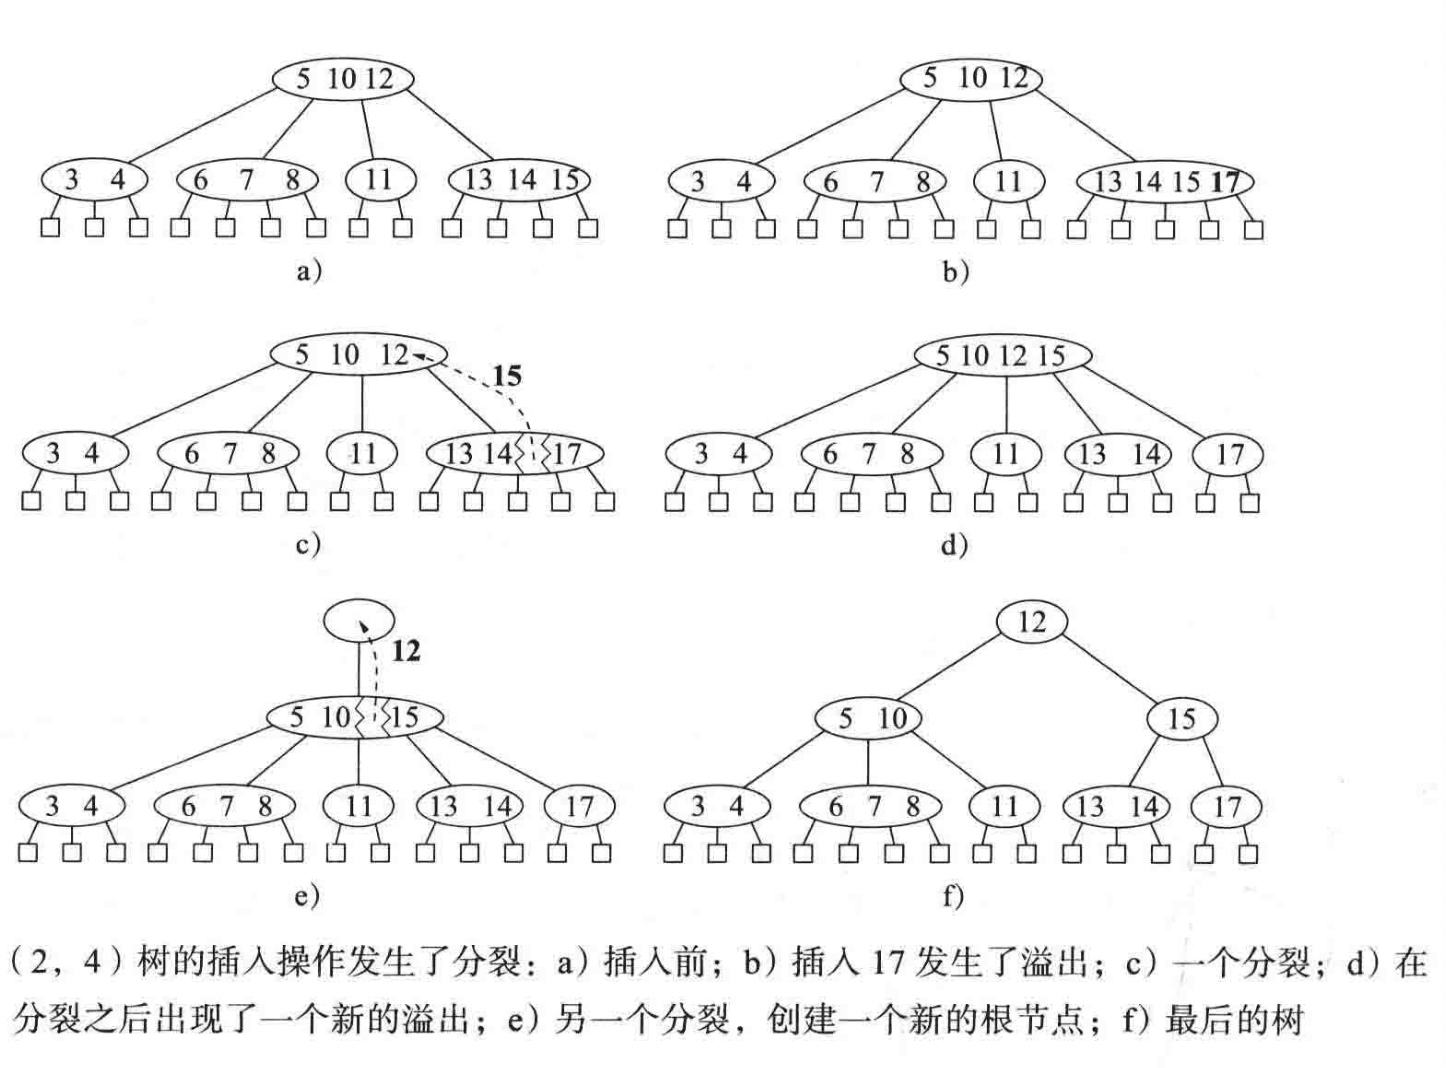 5 10 12
5 10 12
3 4 6 7 8 11 13 14 15
3 4 6 7 8 11 13 14 15 17
a)
b)
5 10 12
15
5 10 12 15
3 4 6 7 8 11 13 14 17
3 4 6 7 8 11 13 14 17
c)
d)
12
12
5 10 15
5 10 15
3 4 6 7 8 11 13 14 17
3 4 6 7 8 11 13 14 17
e)
f)
（2，4）树的插入操作发生了分裂：a）插入前；b）插入 17 发生了溢出；c）一个分裂；d）在
分裂之后出现了一个新的溢出；e）另一个分裂，创建一个新的根节点；f）最后的树